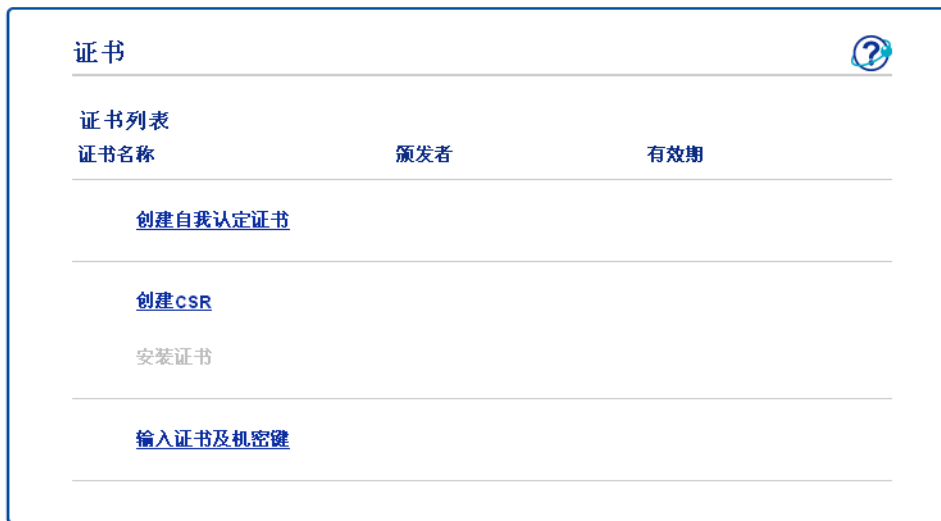 证书
证书列表
证书名称 颁发者 有效期
创建自我认定证书
创建CSR
安装证书
输入证书及机密键